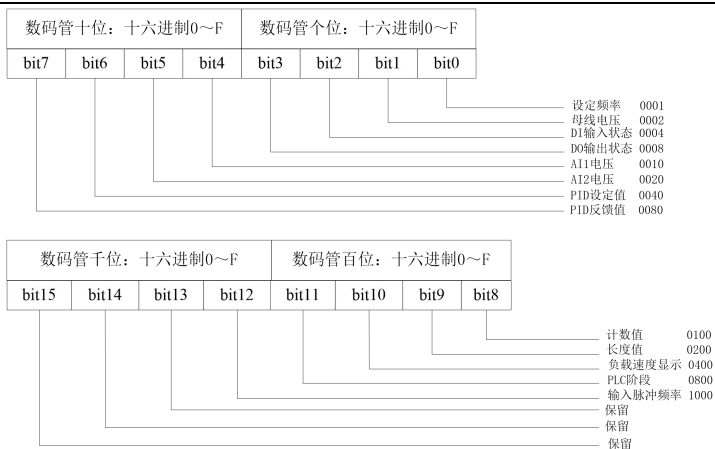 数码管十位：十六进制0～F 数码管个位：十六进制0～F
bit7 bit6 bit5 bit4 bit3 bit2 bit1 bit0
设定频率 0001
母线电压 0002
DI输入状态 0004
DO输出状态 0008
AI1电压 0010
AI2电压 0020
PID设定值 0040
PID反馈值 0080
数码管千位：十六进制0～F 数码管百位：十六进制0～F
bit15 bit14 bit13 bit12 bit11 bit10 bit9 bit8
计数值 0100
长度值 0200
负载速度显示 0400
PLC阶段 0800
输入脉冲频率 1000
保留
保留
保留